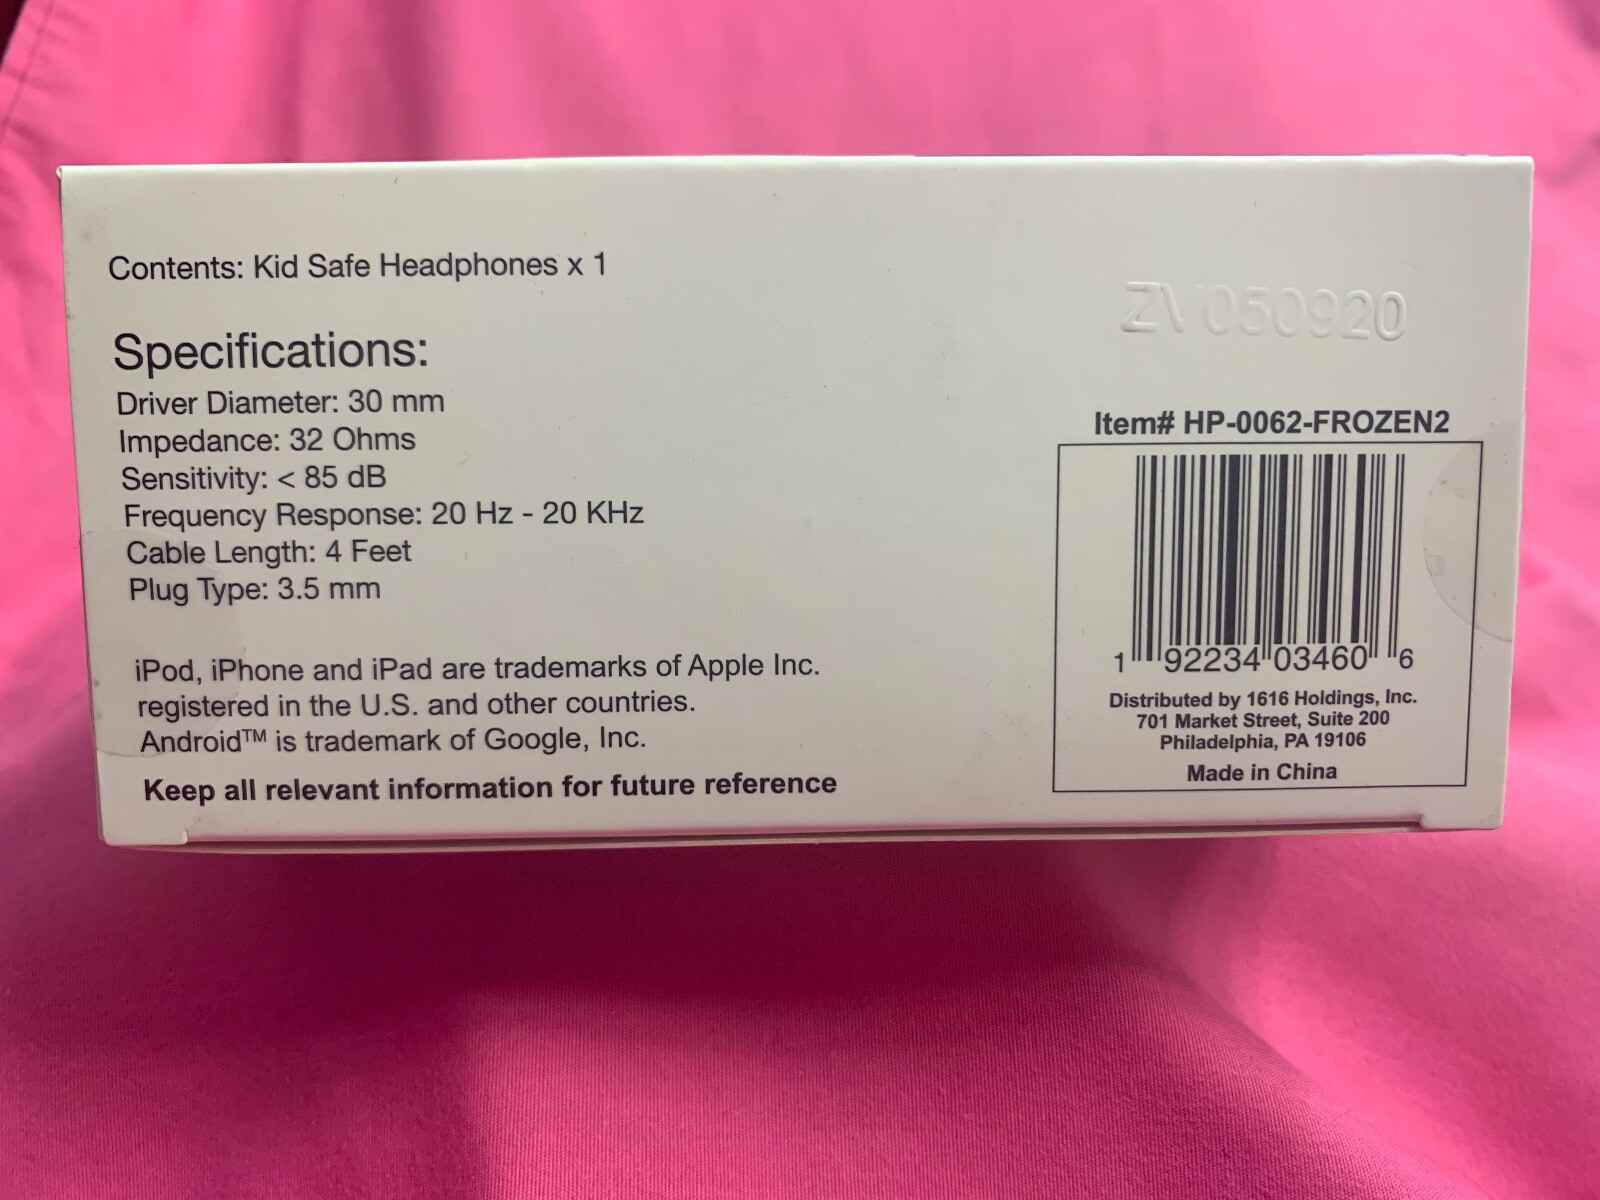 Contents: Kid Safe Headphones x 1
Specifications:
Driver Diameter: 30 mm
Impedance: 32 Ohms
Sensitivity: < 85 dB
Frequency Response: 20 Hz - 20 KHz
Cable Length: 4 Feet
Plug Type: 3.5 mm
iPod, iPhone and iPad are trademarks of Apple Inc.
registered in the U.S. and other countries.
Android™ is trademark of Google, Inc.
Keep all relevant information for future reference
050920
Item# HP-0062-FROZEN2
1 92234 03460 6
Distributed by 1616 Holdings, Inc.
701 Market Street, Suite 200
Philadelphia, PA 19106
Made in China